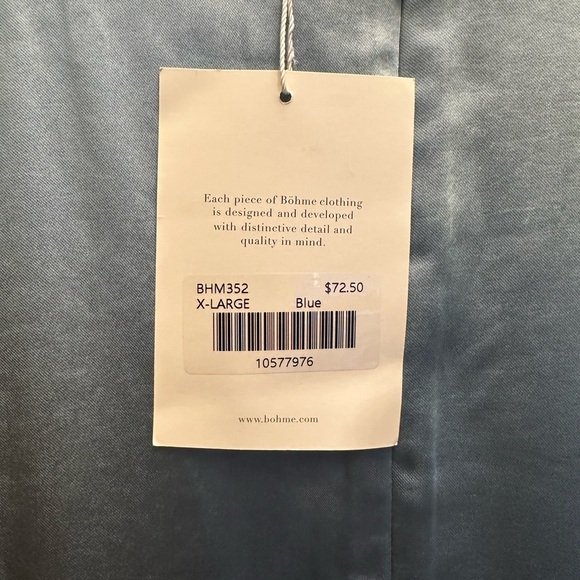 Each piece of Böhme clothing
is designed and developed
with distinctive detail and
quality in mind.
BHM352 $72.50
X-LARGE Blue
10577976
www.bohme.com